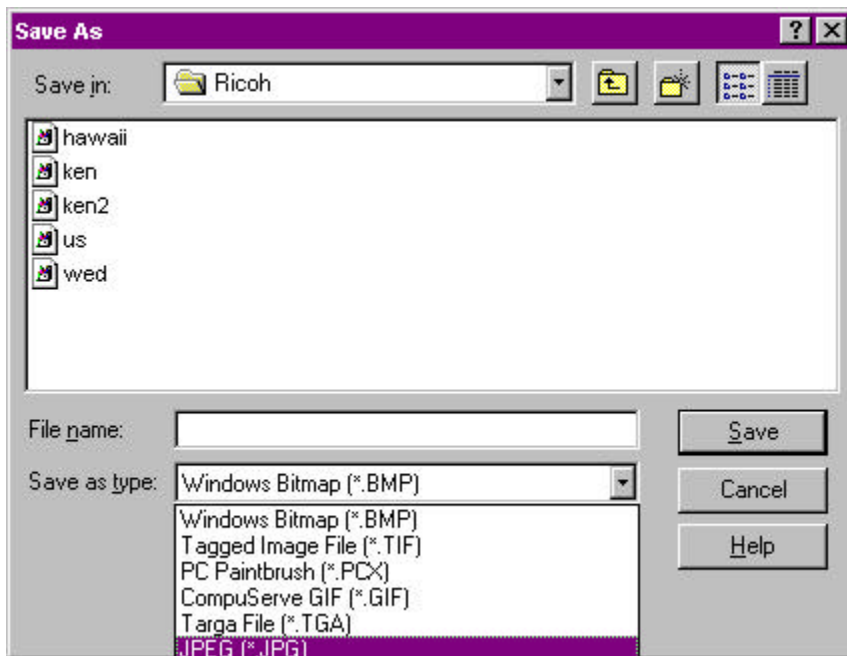 Save As
Save in: Ricoh
hawaii
ken
ken2
us
wed
File name: Save
Save as type: Windows Bitmap (*.BMP) Cancel
Windows Bitmap (*.BMP)
Tagged Image File (*.TIF) Help
PC Paintbrush (*.PCX)
CompuServe GIF (*.GIF)
Targa File (*.TGA)
JPEG (*.JPG)